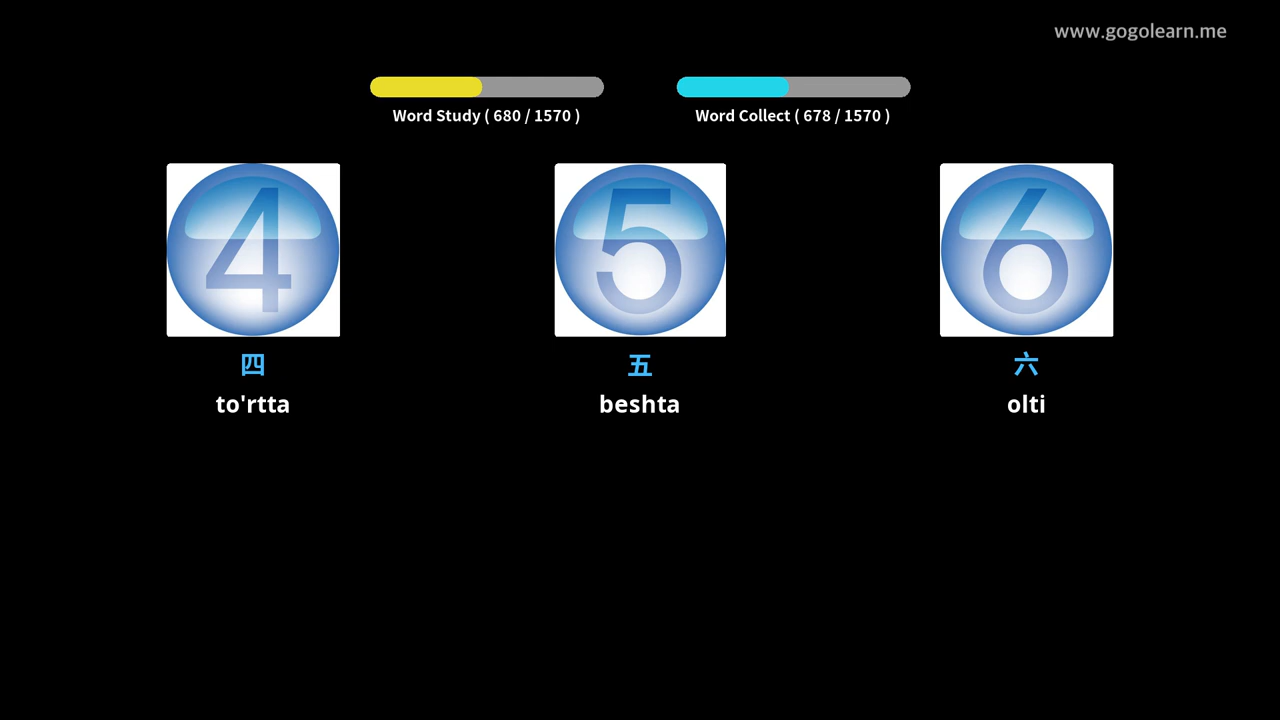 www.gogolearn.me
Word Study ( 680 / 1570 )
Word Collect ( 678 / 1570 )
4
5
6
四
五
六
to'rtta
beshta
olti